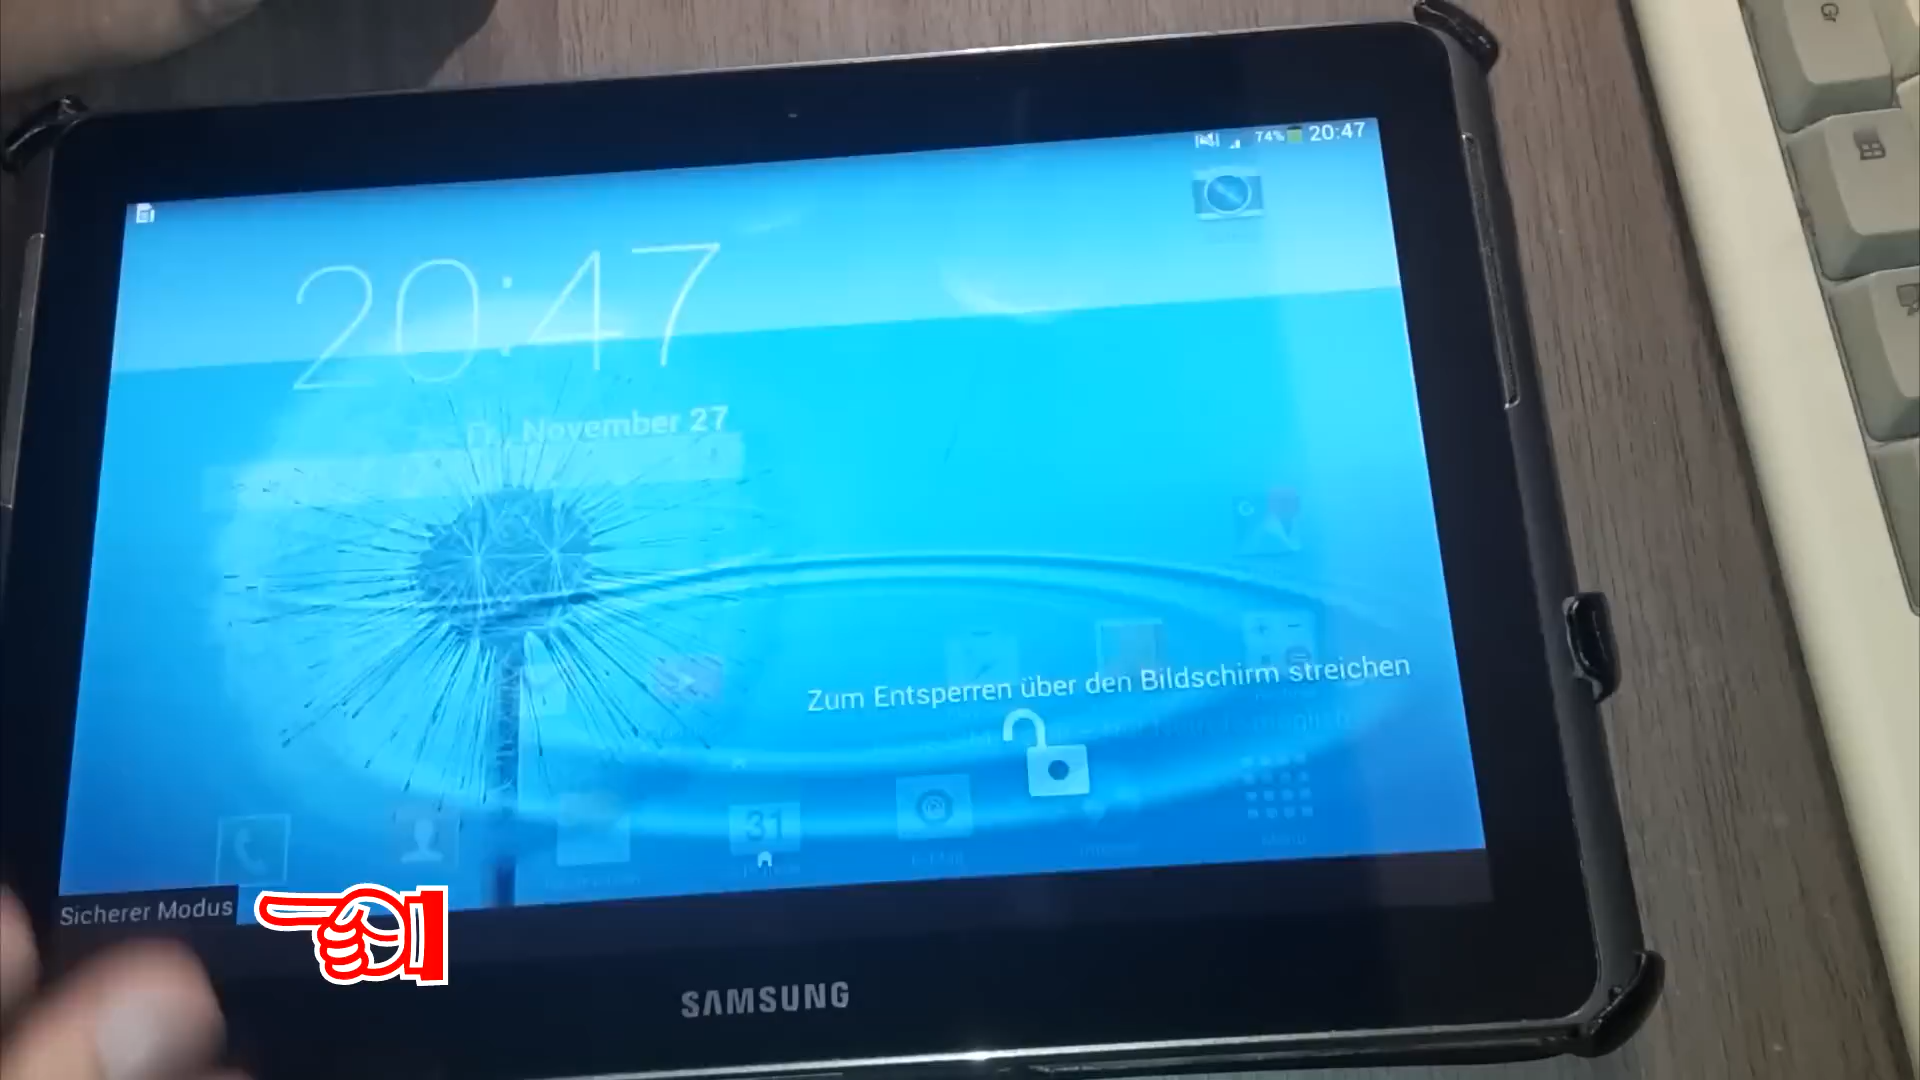 74% 20:47
20:47
November 27
Zum Entsperren über den Bildschirm streichen
31
Sicherer Modus
SAMSUNG